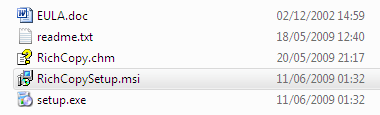 EULA.doc 02/12/2002 14:59
readme.txt 18/05/2009 12:40
RichCopy.chm 20/05/2009 21:17
RichCopySetup.msi 11/06/2009 01:32
setup.exe 11/06/2009 01:32